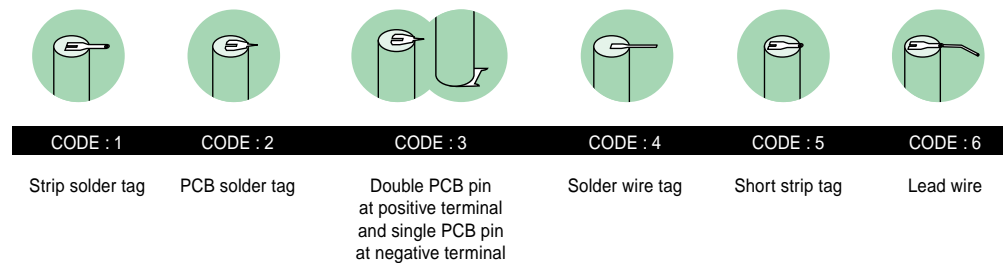 CODE : 1
CODE : 2
CODE : 3
CODE : 4
CODE : 5
CODE : 6
Strip solder tag
PCB solder tag
Double PCB pin
at positive terminal
and single PCB pin
at negative terminal
Solder wire tag
Short strip tag
Lead wire